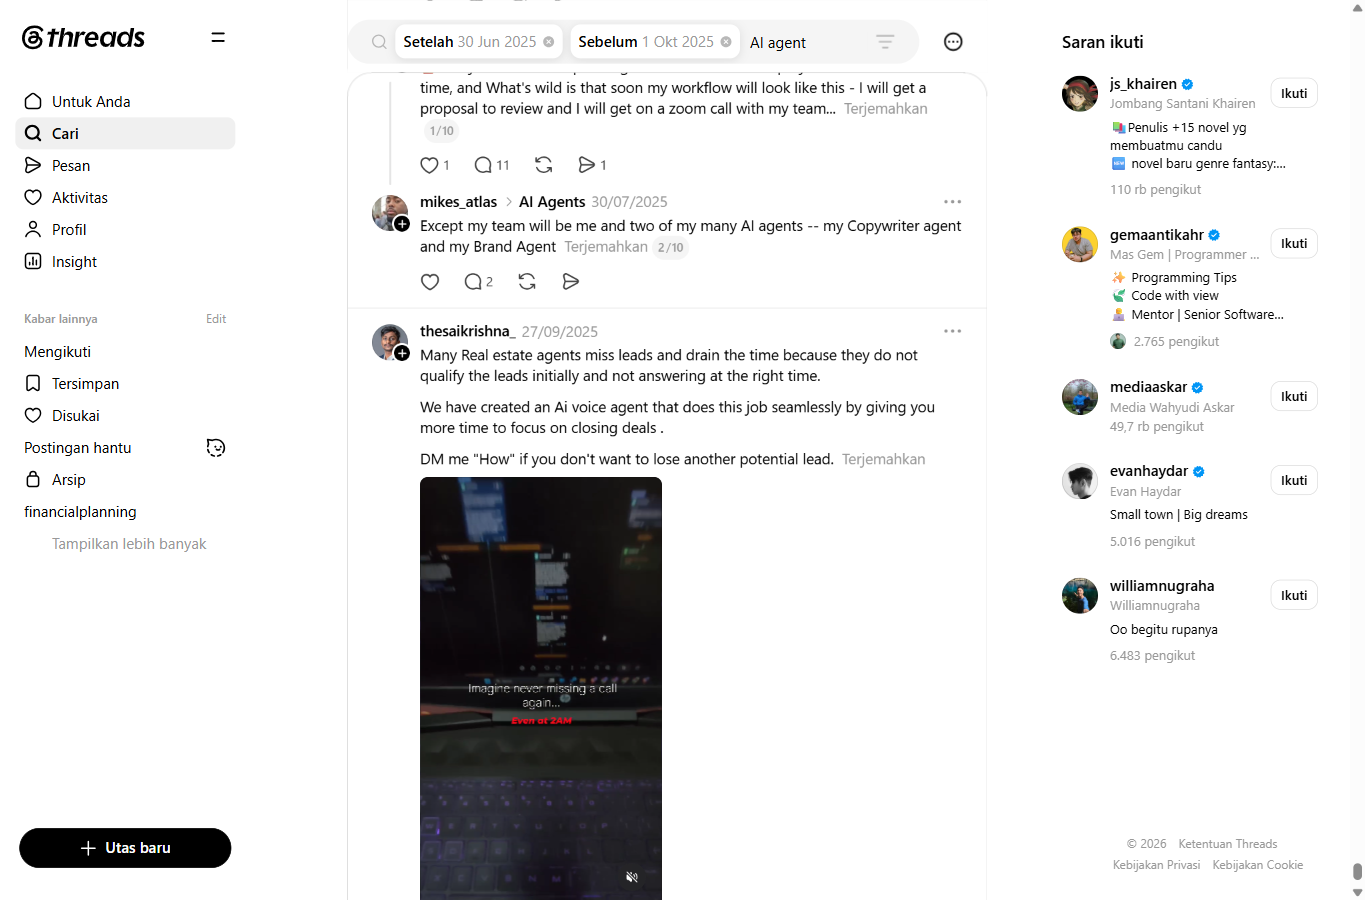 threads
Untuk Anda
Cari
Pesan
Aktivitas
Profil
Insight
Kabar lainnya
Edit
Mengikuti
Tersimpan
Disukai
Postingan hantu
Arsip
financialplanning
Tampilkan lebih banyak
Utas baru
Setelah 30 Jun 2025
Sebelum 1 Okt 2025
AI agent
time, and What's wild is that soon my workflow will look like this - I will get a
proposal to review and I will get on a zoom call with my team... Terjemahkan
1/10
1
11
1
mikes_atlas > AI Agents 30/07/2025
Except my team will be me and two of my many AI agents -- my Copywriter agent
and my Brand Agent Terjemahkan 2/10
2
thesaikrishna_ 27/09/2025
Many Real estate agents miss leads and drain the time because they do not
qualify the leads initially and not answering at the right time.
We have created an Ai voice agent that does this job seamlessly by giving you
more time to focus on closing deals .
DM me "How" if you don't want to lose another potential lead. Terjemahkan
Imagine never missing a call
again...
Even at 2AM
Saran ikuti
js_khairen
Jombang Santani Khairen
Ikuti
Penulis +15 novel yg
membuatmu candu
novel baru genre fantasy:...
110 rb pengikut
gemaantikahr
Mas Gem | Programmer ...
Ikuti
Programming Tips
Code with view
Mentor | Senior Software...
2.765 pengikut
mediaaskar
Media Wahyudi Askar
Ikuti
49,7 rb pengikut
evanhaydar
Evan Haydar
Ikuti
Small town | Big dreams
5.016 pengikut
williamnugraha
Williamnugraha
Ikuti
Oo begitu rupanya
6.483 pengikut
© 2026 Ketentuan Threads
Kebijakan Privasi Kebijakan Cookie